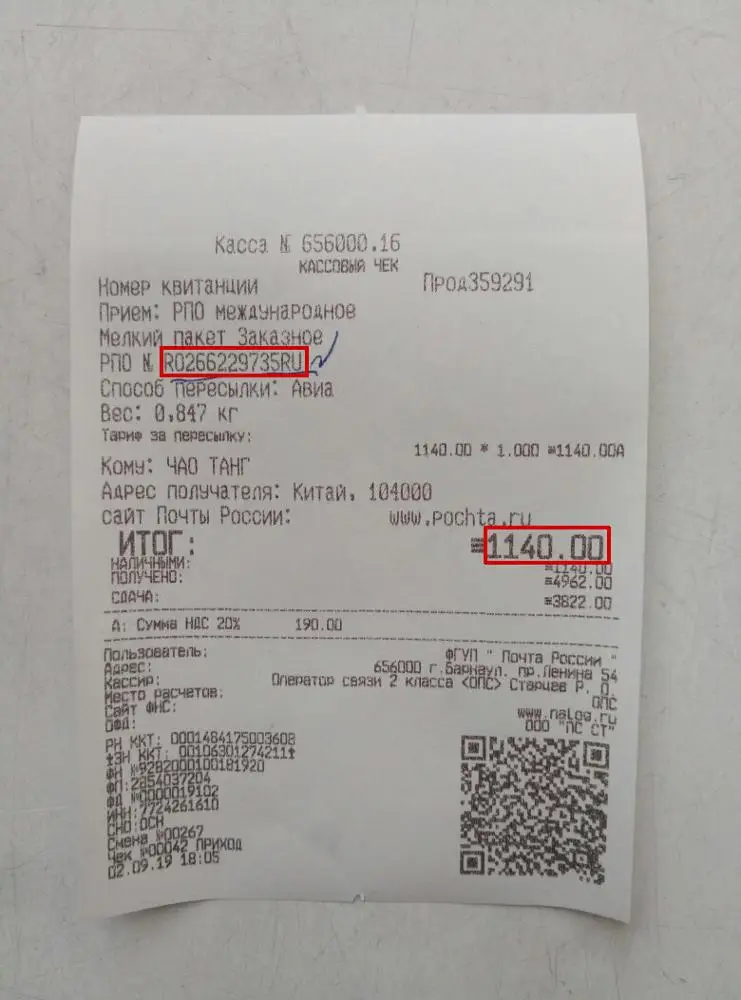 Касса № 656000.16
КАССОВЫЙ ЧЕК
Номер квитанции Прод359291
Прием: РПО международное
Мелкий пакет Заказное
РПО № RO266229735RU
Способ пересылки: Авиа
Вес: 0,847 кг
Тариф за пересылку:
1140.00 * 1.000 =1140.00А
Кому: ЧАО ТАНГ
Адрес получателя: Китай, 104000
сайт Почты России: www.pochta.ru
ИТОГ: =1140.00
НАЛИЧНЫМИ: =1140.00
ПОЛУЧЕНО: =4962.00
СДАЧА: =3822.00
А: Сумма НДС 20% 190.00
Пользователь: ФГУП " Почта России "
Адрес: 656000 г.Барнаул. пр.Ленина 54
Кассир: Оператор связи 2 класса <ОПС> Старцев Р. О.
Место расчетов: ОПС
Сайт ФНС: www.nalog.ru
ОФД: ООО "ПС СТ"
РН ККТ: 0001484175003608
‡ЗН ККТ: 00106301274211‡
ФН №9282000100181920
ФП:2854037204
ФД №0000019102
ИНН:7724261610
СНО:ОСН
Смена №00267
Чек №00042 ПРИХОД
02.09.19 18:05